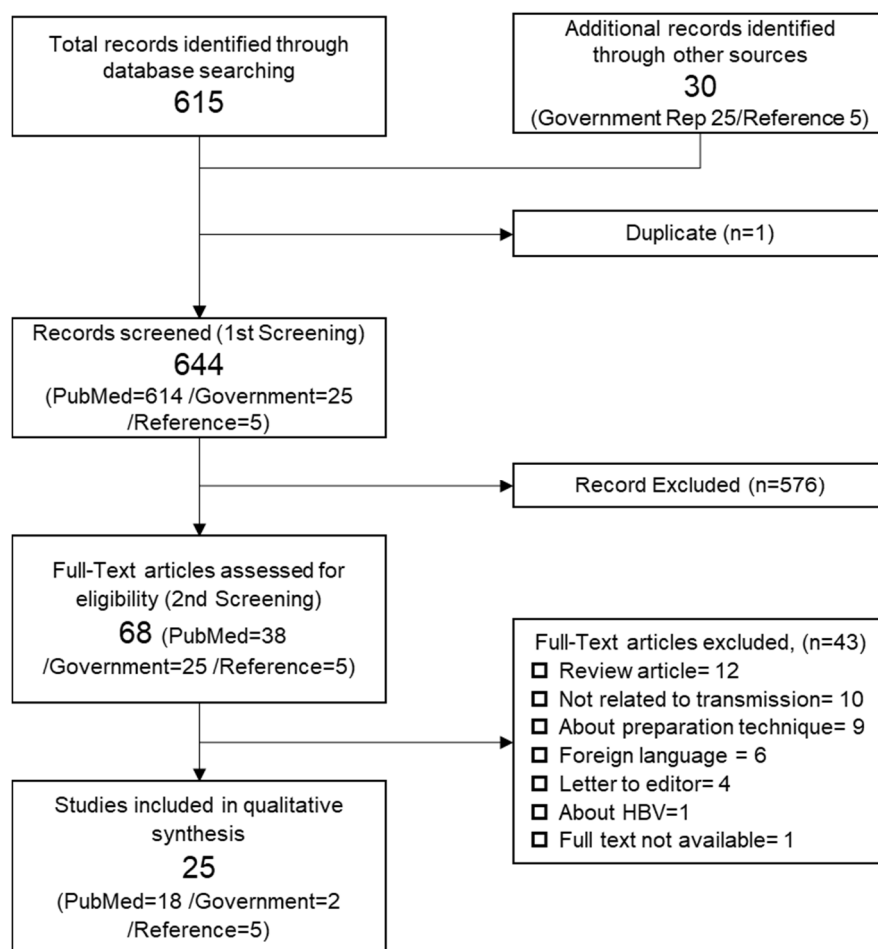 Total records identified through
database searching
615
Additional records identified
through other sources
30
(Government Rep 25/Reference 5)
Duplicate (n=1)
Records screened (1st Screening)
644
(PubMed=614 /Government=25
/Reference=5)
Record Excluded (n=576)
Full-Text articles assessed for
eligibility (2nd Screening)
68 (PubMed=38
/Government=25 /Reference=5)
Full-Text articles excluded, (n=43)
Review article= 12
Not related to transmission= 10
About preparation technique= 9
Foreign language = 6
Letter to editor= 4
About HBV=1
Full text not available= 1
Studies included in qualitative
synthesis
25
(PubMed=18 /Government=2
/Reference=5)